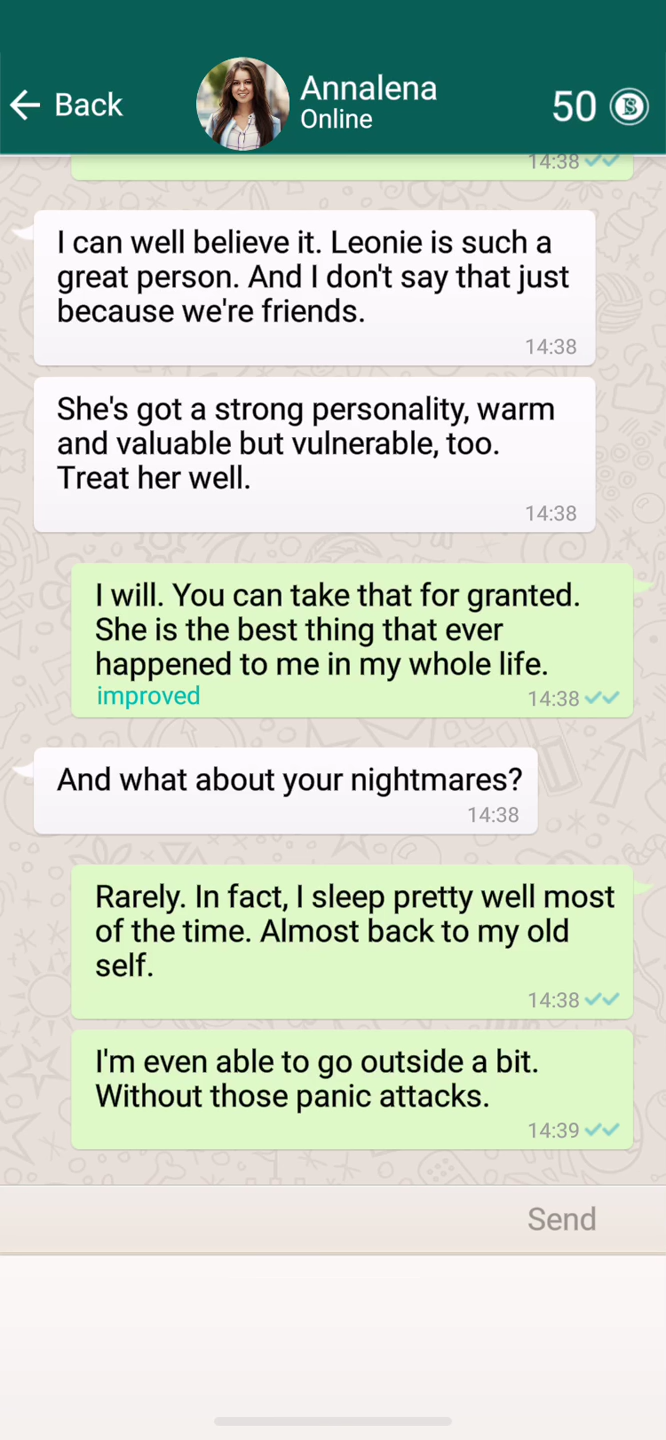 Back
Annalena
Online
50
14:38
I can well believe it. Leonie is such a
great person. And I don't say that just
because we're friends.
14:38
She's got a strong personality, warm
and valuable but vulnerable, too.
Treat her well.
14:38
I will. You can take that for granted.
She is the best thing that ever
happened to me in my whole life.
improved 14:38
And what about your nightmares?
14:38
Rarely. In fact, I sleep pretty well most
of the time. Almost back to my old
self.
14:38
I'm even able to go outside a bit.
Without those panic attacks.
14:39
Send